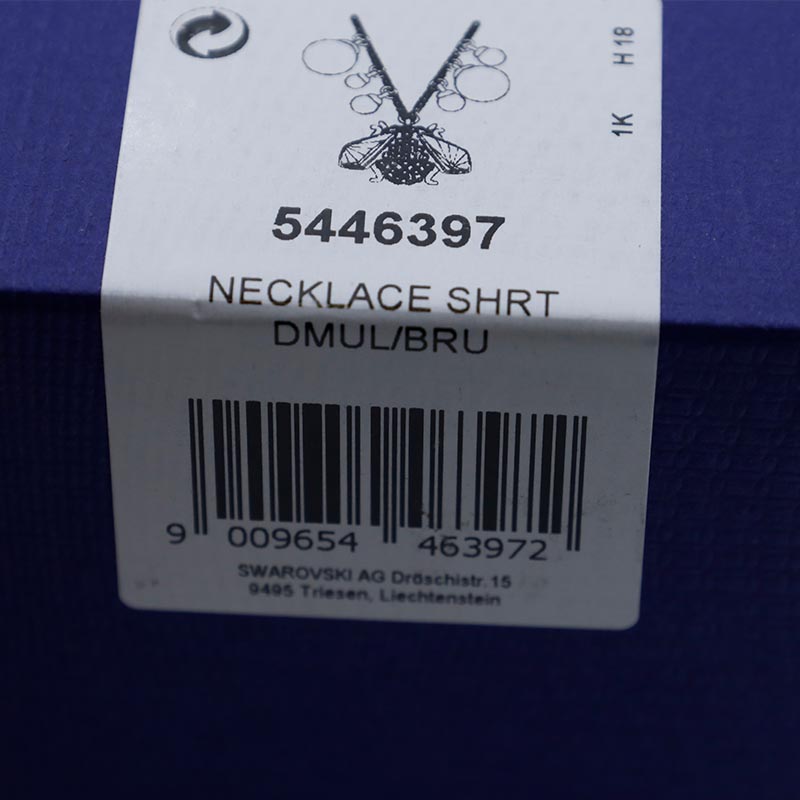 1K H18
5446397
NECKLACE SHRT
DMUL/BRU
9 009654 463972
SWAROVSKI AG Dröschistr. 15
9495 Triesen, Liechtenstein